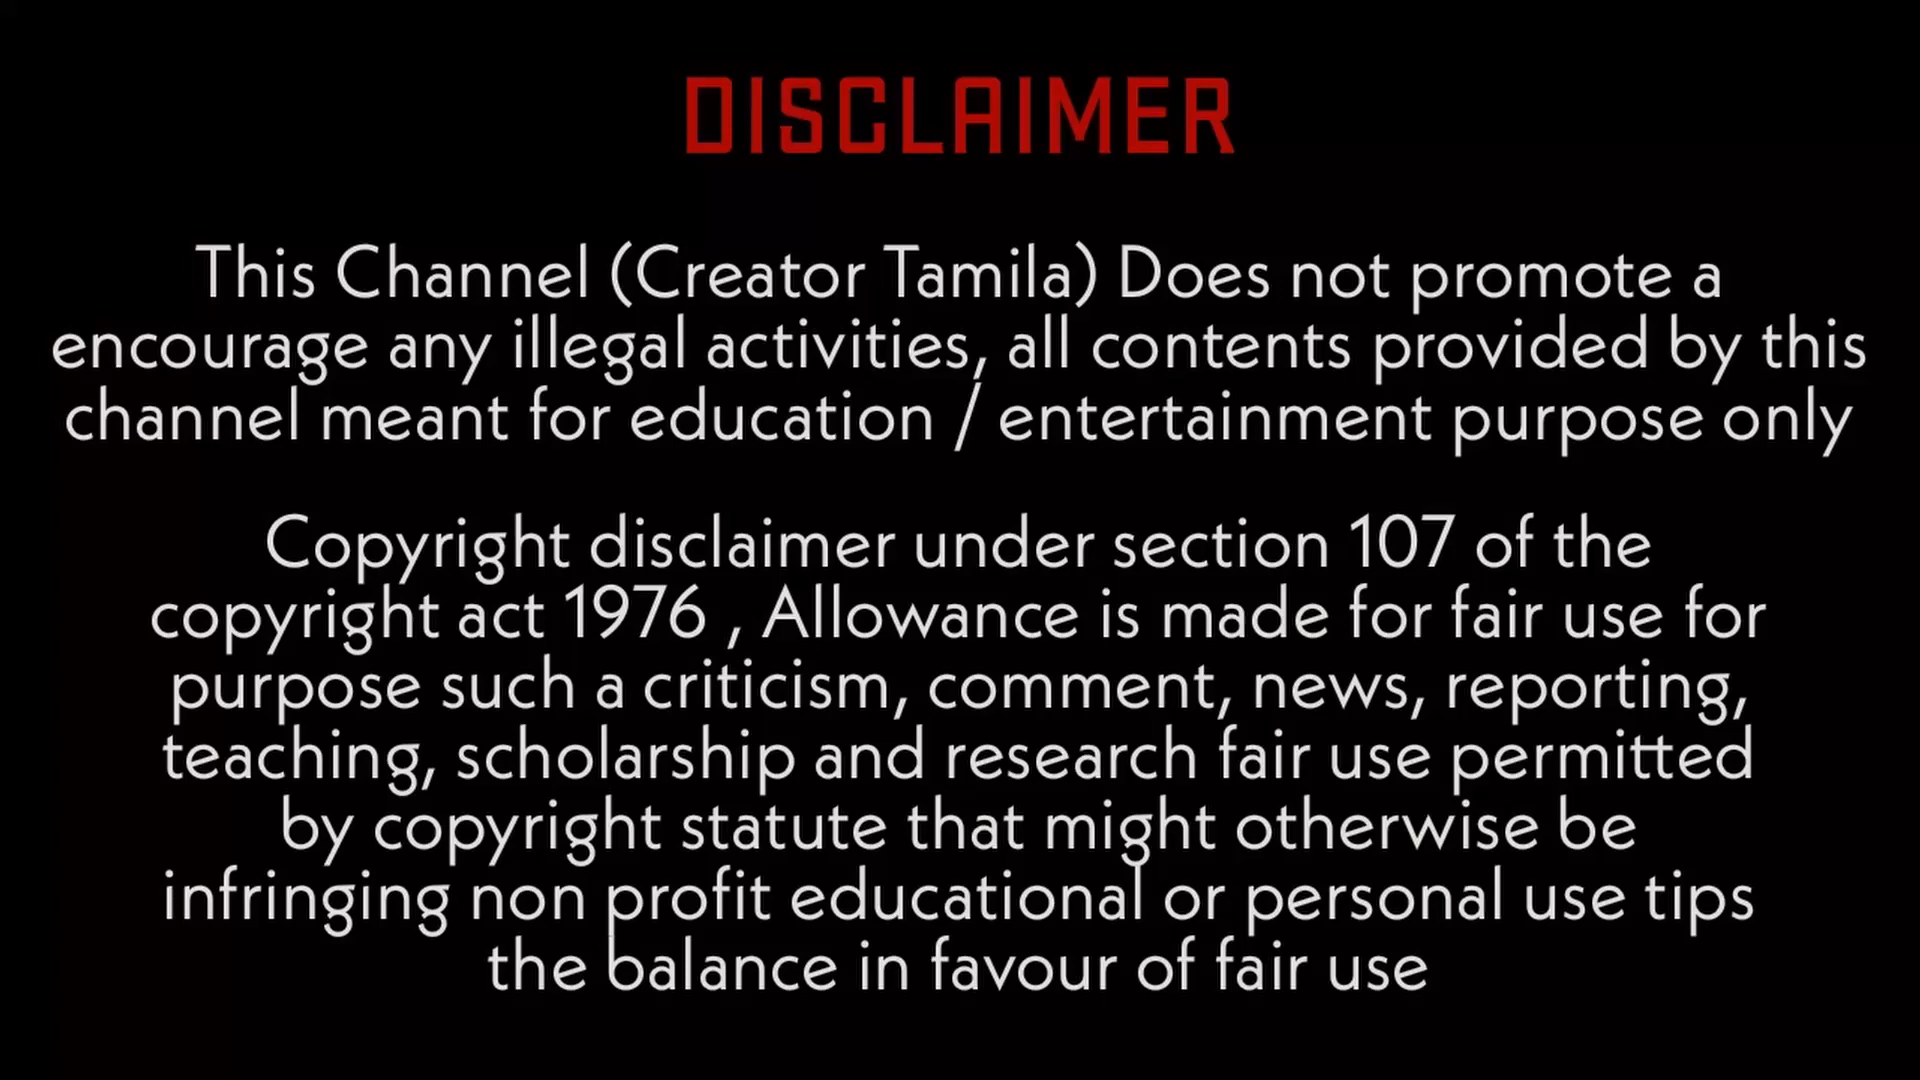 DISCLAIMER
This Channel (Creator Tamila) Does not promote a
encourage any illegal activities, all contents provided by this
channel meant for education / entertainment purpose only
Copyright disclaimer under section 107 of the
copyright act 1976 , Allowance is made for fair use for
purpose such a criticism, comment, news, reporting,
teaching, scholarship and research fair use permitted
by copyright statute that might otherwise be
infringing non profit educational or personal use tips
the balance in favour of fair use